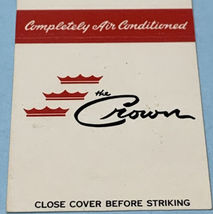 Completely Air Conditioned
the
Crown
CLOSE COVER BEFORE STRIKING